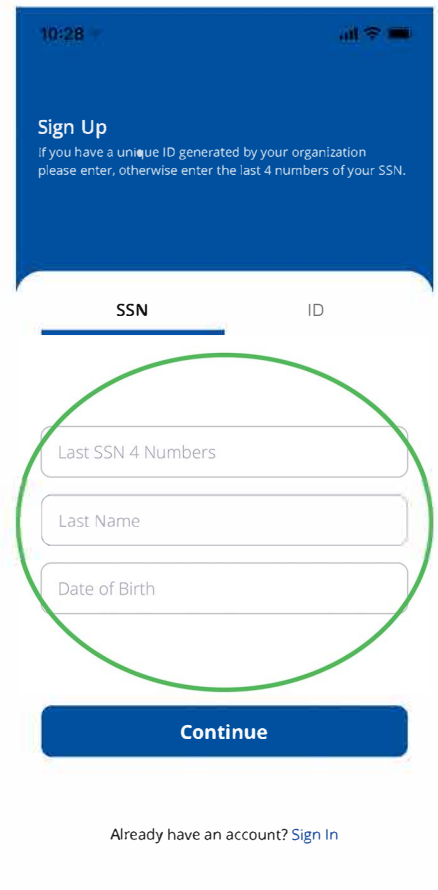 10:28
Sign Up
If you have a unique ID generated by your organization
please enter, otherwise enter the last 4 numbers of your SSN.
SSN
ID
Last SSN 4 Numbers
Last Name
Date of Birth
Continue
Already have an account? Sign In